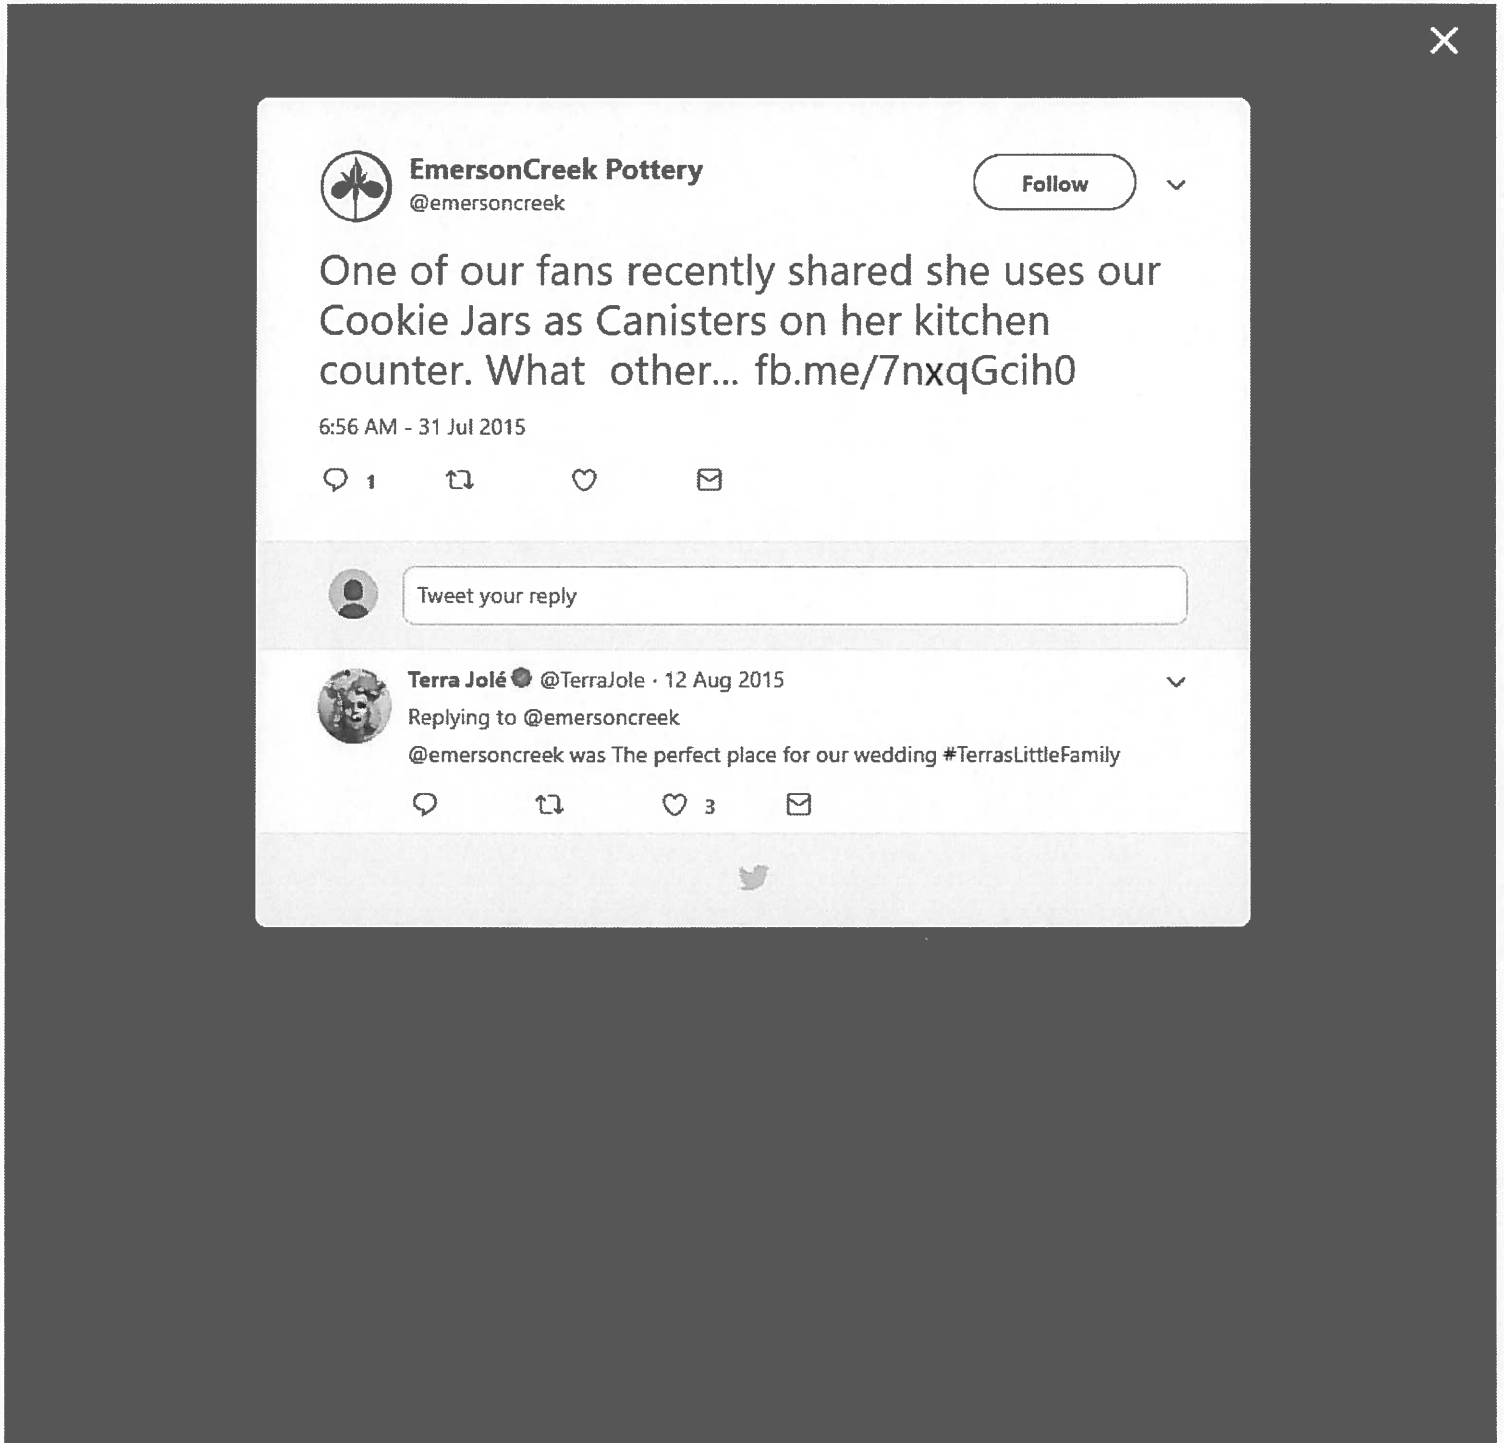 EmersonCreek Pottery
@emersoncreek
Follow
One of our fans recently shared she uses our
Cookie Jars as Canisters on her kitchen
counter. What  other... fb.me/7nxqGcih0
6:56 AM - 31 Jul 2015
1
Tweet your reply
Terra Jolé @TerraJole · 12 Aug 2015
Replying to @emersoncreek
@emersoncreek was The perfect place for our wedding #TerrasLittleFamily
3